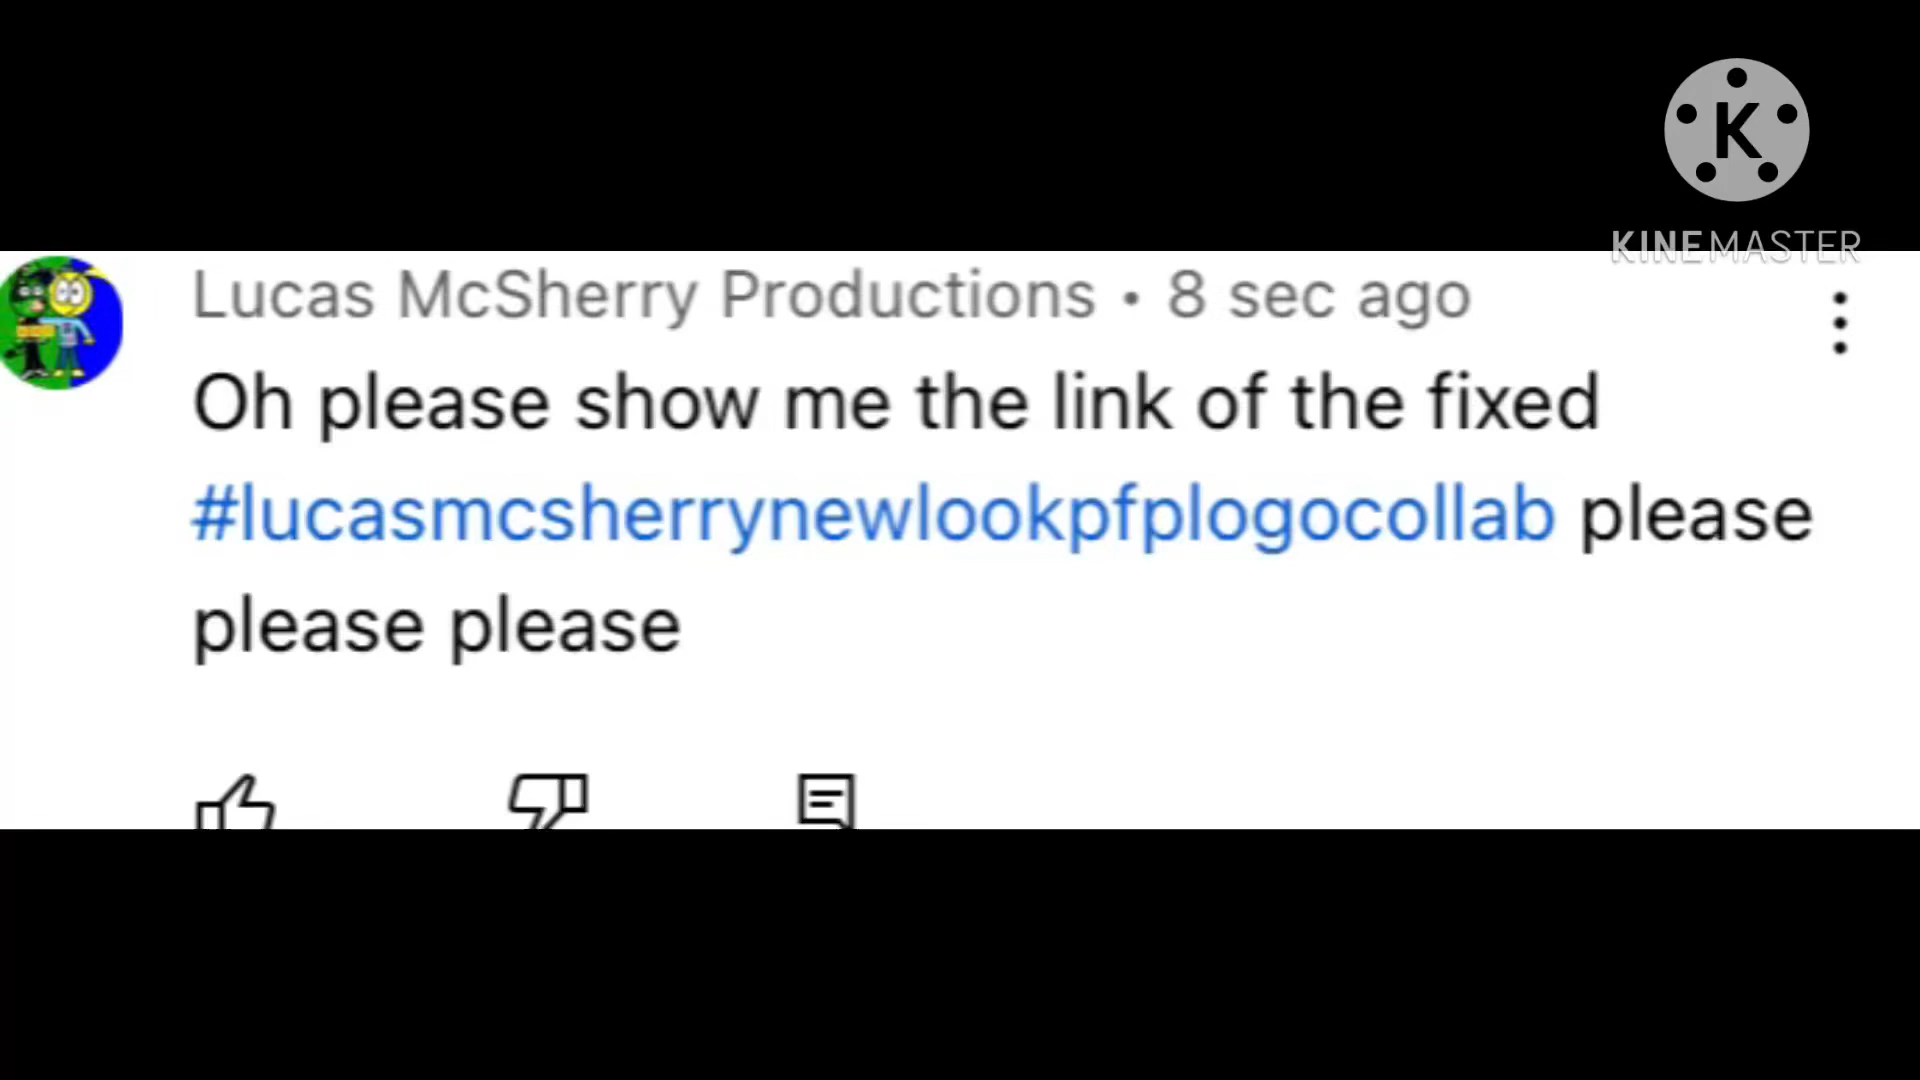 K
KINEMASTER
Lucas McSherry Productions • 8 sec ago
Oh please show me the link of the fixed
#lucasmcsherrynewlookpfplogocollab please
please please